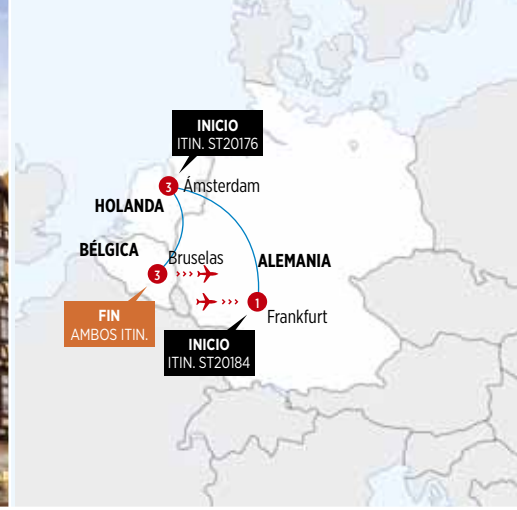 INICIO
ITIN. ST20176
3
Ámsterdam
HOLANDA
BÉLGICA
Bruselas
ALEMANIA
3
›››
›››
1
Frankfurt
FIN
AMBOS ITIN.
INICIO
ITIN. ST20184